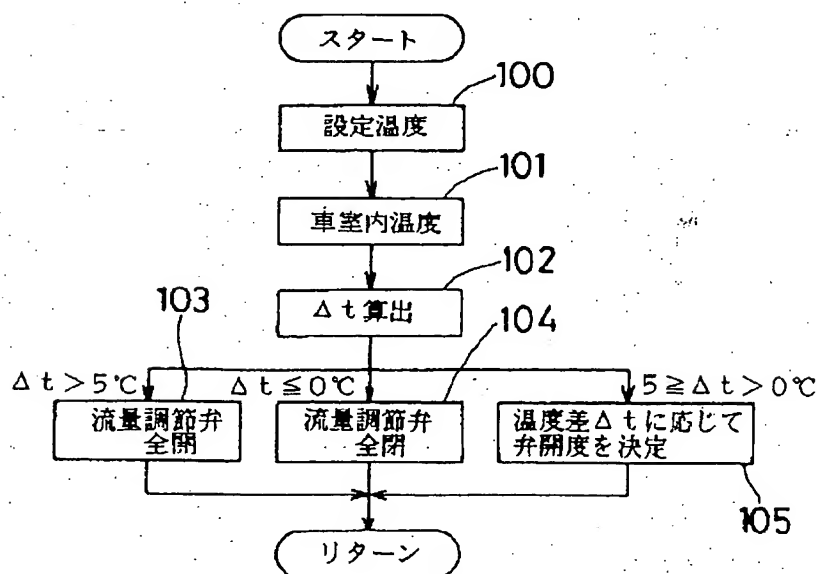 スタート
100
設定温度
101
車室内温度
102
Δt算出
103
104
Δt>5℃
Δt≦0℃
5≧Δt>0℃
流量調節弁
全開
流量調節弁
全閉
温度差Δtに応じて
弁開度を決定
105
リターン